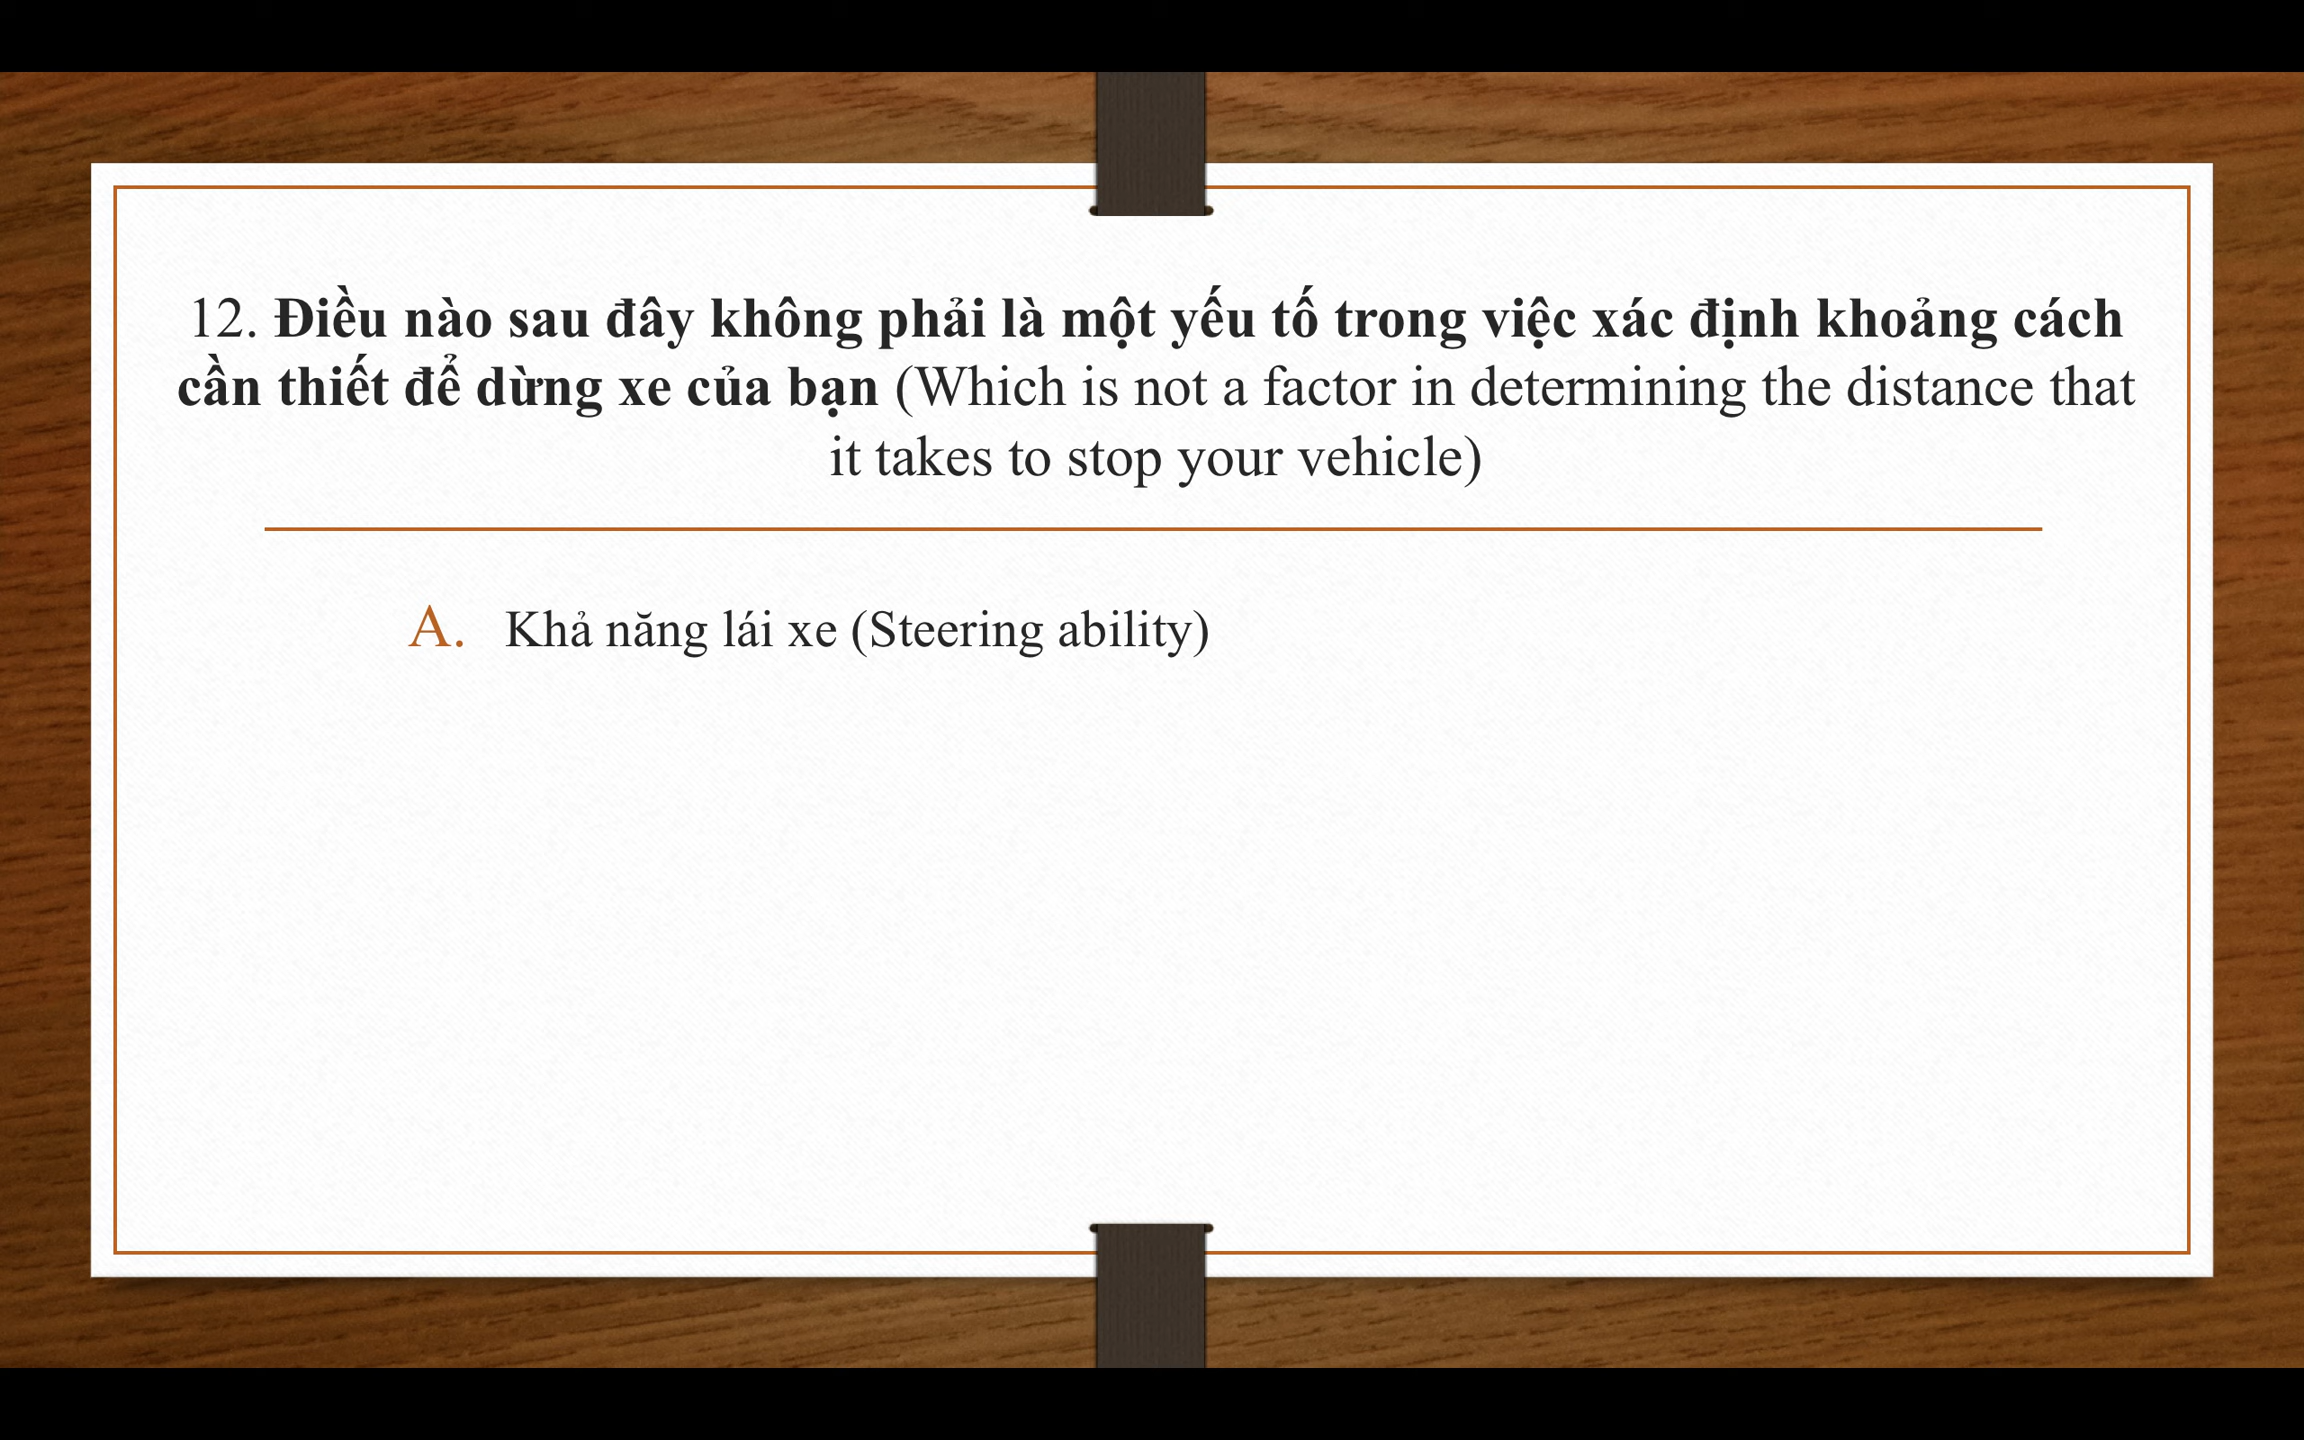 12. Điều nào sau đây không phải là một yếu tố trong việc xác định khoảng cách
cần thiết để dừng xe của bạn (Which is not a factor in determining the distance that
it takes to stop your vehicle)
A. Khả năng lái xe (Steering ability)